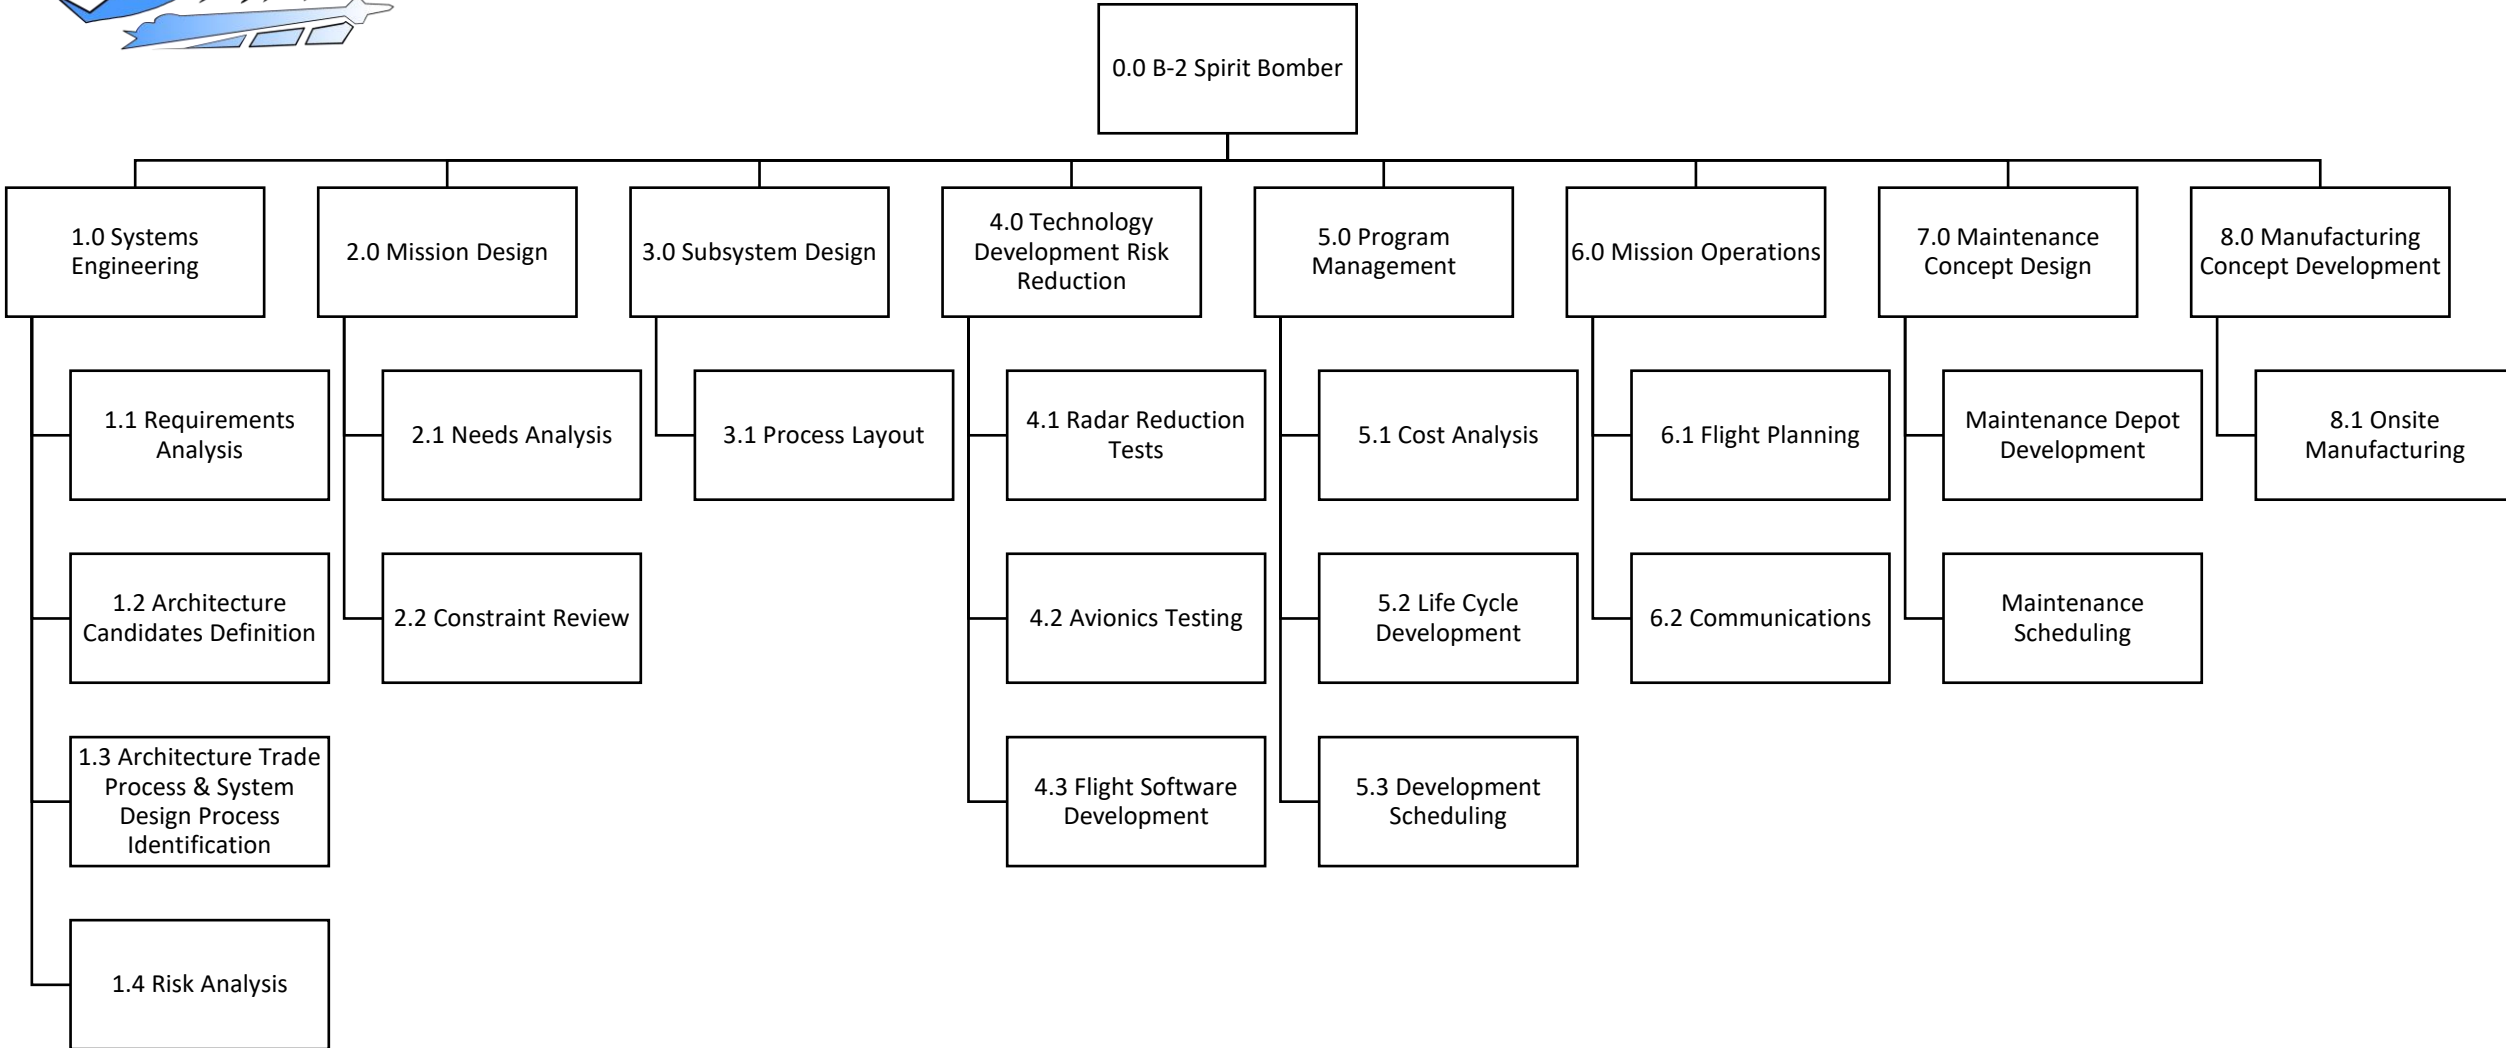 0.0 B-2 Spirit Bomber
1.0 Systems
Engineering
2.0 Mission Design
3.0 Subsystem Design
4.0 Technology
Development Risk
Reduction
5.0 Program
Management
6.0 Mission Operations
7.0 Maintenance
Concept Design
8.0 Manufacturing
Concept Development
1.1 Requirements
Analysis
2.1 Needs Analysis
3.1 Process Layout
4.1 Radar Reduction
Tests
5.1 Cost Analysis
6.1 Flight Planning
Maintenance Depot
Development
8.1 Onsite
Manufacturing
1.2 Architecture
Candidates Definition
2.2 Constraint Review
4.2 Avionics Testing
5.2 Life Cycle
Development
6.2 Communications
Maintenance
Scheduling
1.3 Architecture Trade
Process & System
Design Process
Identification
4.3 Flight Software
Development
5.3 Development
Scheduling
1.4 Risk Analysis